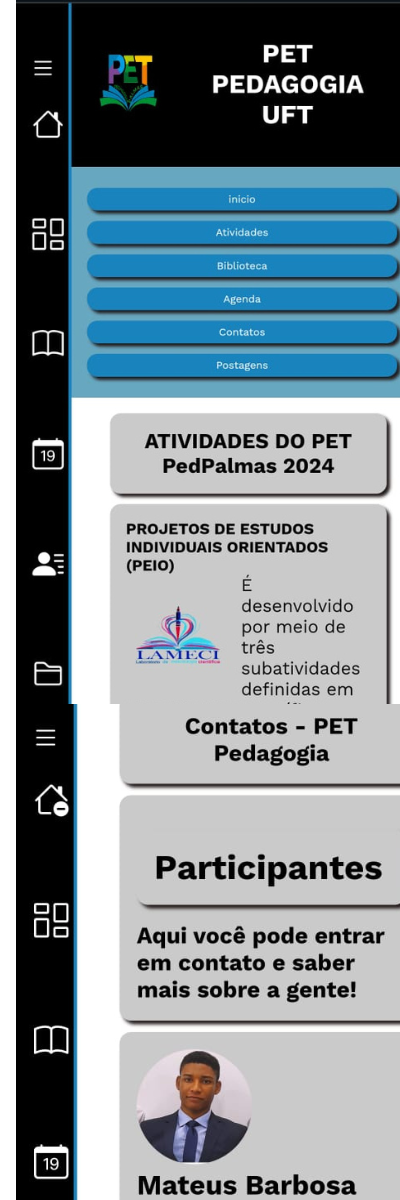 PET
PEDAGOGIA
UFT
PET
inicio
Atividades
Biblioteca
Agenda
Contatos
Postagens
19
ATIVIDADES DO PET
PedPalmas 2024
PROJETOS DE ESTUDOS
INDIVIDUAIS ORIENTADOS
(PEIO)
É
desenvolvido
por meio de
três
subatividades
definidas em
LAMECI
Contatos - PET
Pedagogia
Participantes
Aqui você pode entrar
em contato e saber
mais sobre a gente!
19
Mateus Barbosa